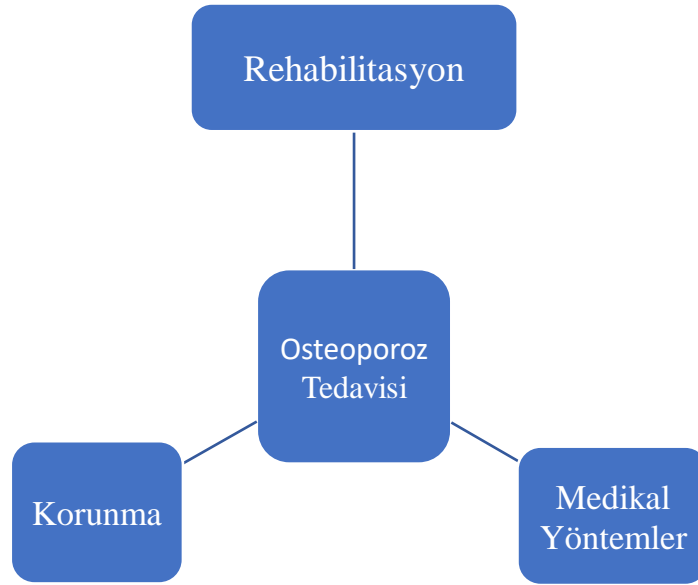 Rehabilitasyon
Osteoporoz
Tedavisi
Korunma
Medikal
Yöntemler